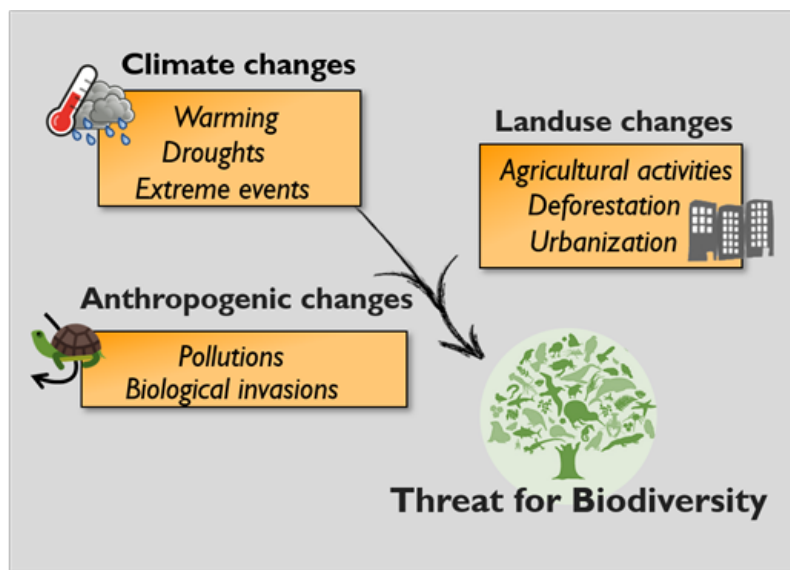 Climate changes
Warming
Droughts
Extreme events
Landuse changes
Agricultural activities
Deforestation
Urbanization
Anthropogenic changes
Pollutions
Biological invasions
Threat for Biodiversity